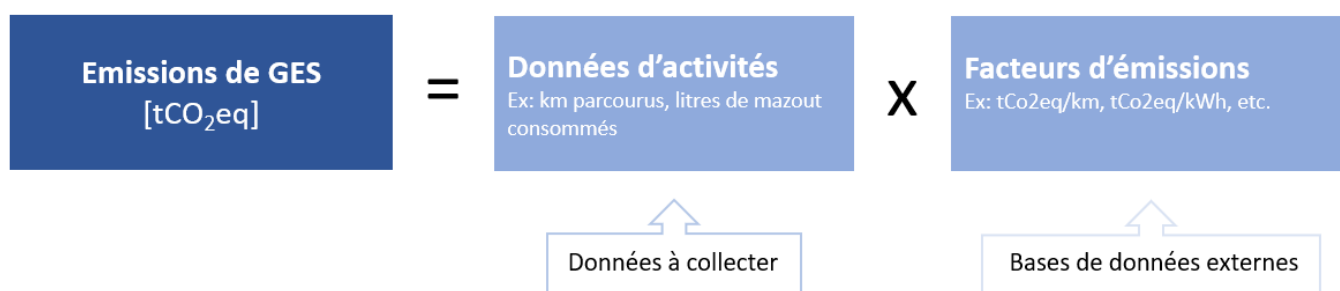 Emissions de GES
[tCO₂eq]
=
Données d’activités
Ex: km parcourus, litres de mazout
consommés
X
Facteurs d’émissions
Ex: tCo2eq/km, tCo2eq/kWh, etc.
Données à collecter
Bases de données externes